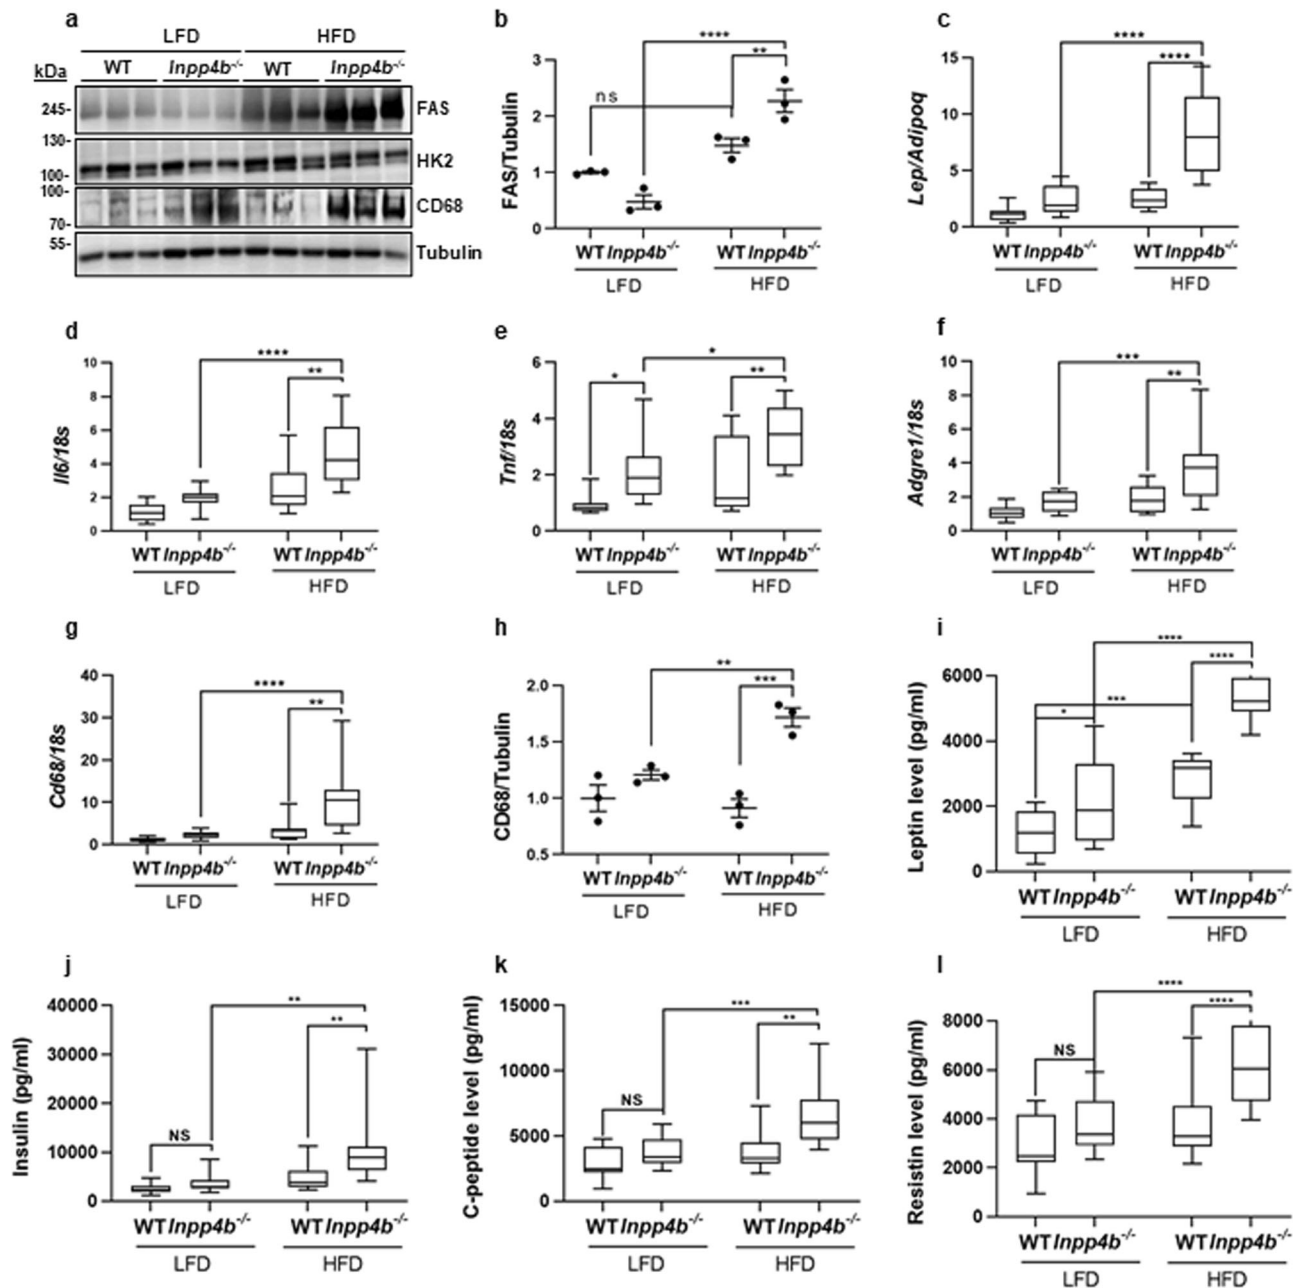 a
LFD HFD
kDa WT Inpp4b-/- WT Inpp4b-/-
245- FAS
130-
100- HK2
100-
70- CD68
55- Tubulin
b
FAS/Tubulin
3
2
1
0
ns
**** 
**
WT Inpp4b-/- WT Inpp4b-/-
LFD HFD
c
Lep/Adipoq
15
10
5
0
****
****
WT Inpp4b-/- WT Inpp4b-/-
LFD HFD
d
Il6/18s
10
8
6
4
2
0
****
**
WT Inpp4b-/- WT Inpp4b-/-
LFD HFD
e
Tnf/18s
6
4
2
0
*
*
**
WT Inpp4b-/- WT Inpp4b-/-
LFD HFD
f
Adgre1/18s
10
8
6
4
2
0
***
**
WT Inpp4b-/- WT Inpp4b-/-
LFD HFD
g
Cd68/18s
40
30
20
10
0
****
**
WT Inpp4b-/- WT Inpp4b-/-
LFD HFD
h
CD68/Tubulin
2.0
1.5
1.0
0.5
**
***
WT Inpp4b-/- WT Inpp4b-/-
LFD HFD
i
Leptin level (pg/ml)
6000
4000
2000
0
****
****
***
*
WT Inpp4b-/- WT Inpp4b-/-
LFD HFD
j
Insulin (pg/ml)
40000
30000
20000
10000
0
NS
**
**
WT Inpp4b-/- WT Inpp4b-/-
LFD HFD
k
C-peptide level (pg/ml)
15000
10000
5000
0
NS
***
**
WT Inpp4b-/- WT Inpp4b-/-
LFD HFD
l
Resistin level (pg/ml)
8000
6000
4000
2000
0
NS
****
****
WT Inpp4b-/- WT Inpp4b-/-
LFD HFD